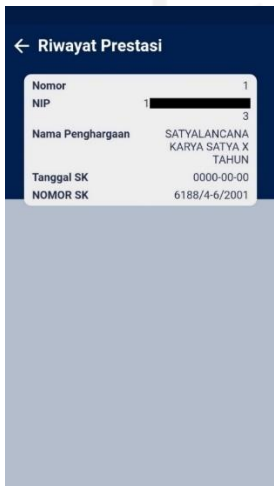 ← Riwayat Prestasi
Nomor 1
NIP 1
3
Nama Penghargaan SATYALANCANA
KARYA SATYA X
TAHUN
Tanggal SK 0000-00-00
NOMOR SK 6188/4-6/2001